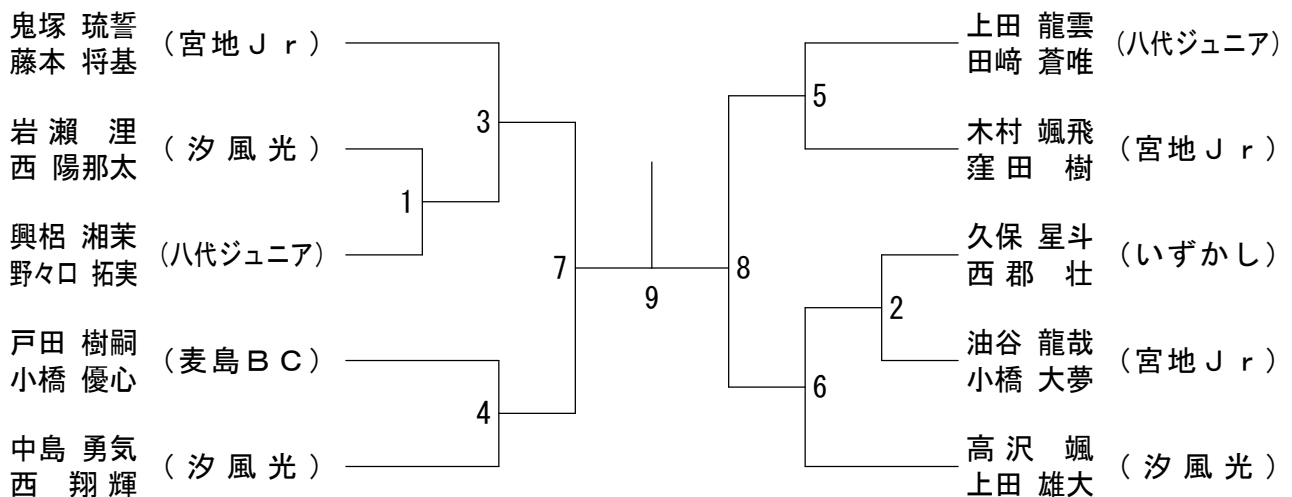 鬼塚 琉誓
藤本 将基
(宮地Jr)
岩瀬 浬
西 陽那太
(汐風光)
興梠 湘茉
野々口 拓実
(八代ジュニア)
戸田 樹嗣
小橋 優心
(麦島BC)
中島 勇気
西 翔輝
(汐風光)
3
1
7
4
9
上田 龍雲
田﨑 蒼唯
(八代ジュニア)
木村 颯飛
窪田 樹
(宮地Jr)
久保 星斗
西郡 壮
(いずかし)
油谷 龍哉
小橋 大夢
(宮地Jr)
高沢 颯
上田 雄大
(汐風光)
5
8
2
6